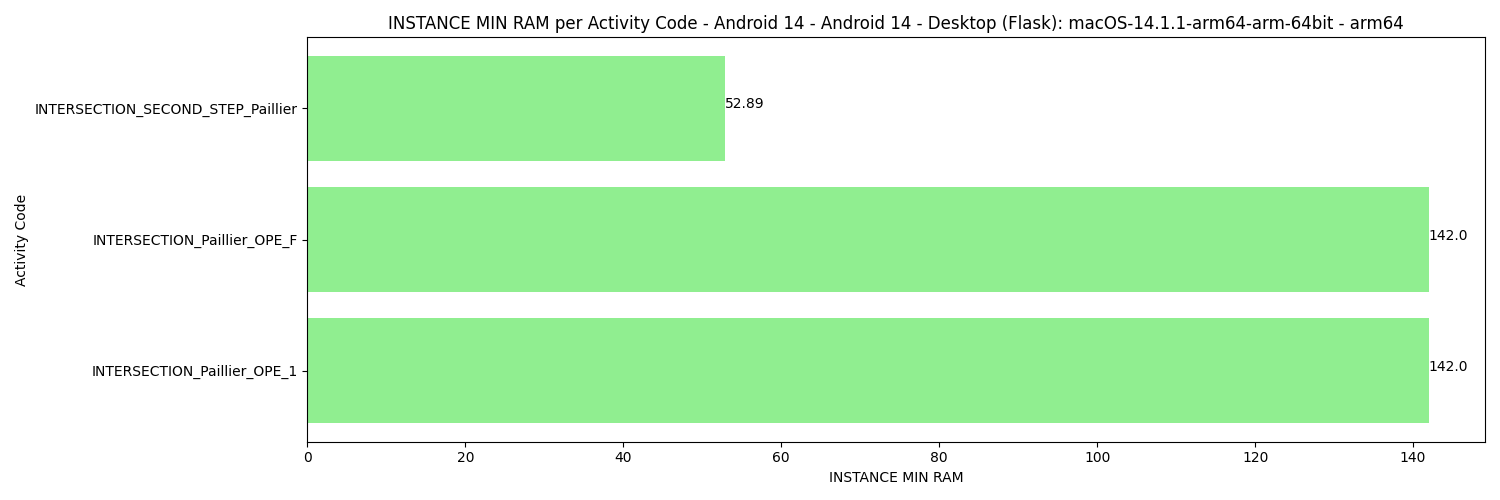 INSTANCE MIN RAM per Activity Code - Android 14 - Android 14 - Desktop (Flask): macOS-14.1.1-arm64-arm-64bit - arm64
Activity Code
INTERSECTION_SECOND_STEP_Paillier
52.89
INTERSECTION_Paillier_OPE_F
142.0
INTERSECTION_Paillier_OPE_1
142.0
0 20 40 60 80 100 120 140
INSTANCE MIN RAM